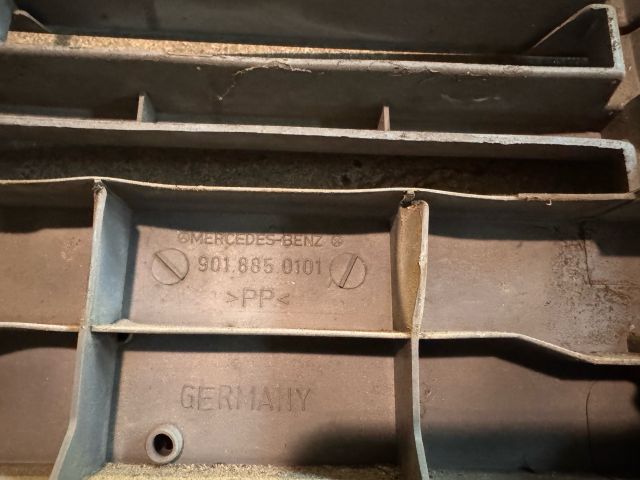 MERCEDES-BENZ
901.885.0101
>PP<
GERMANY